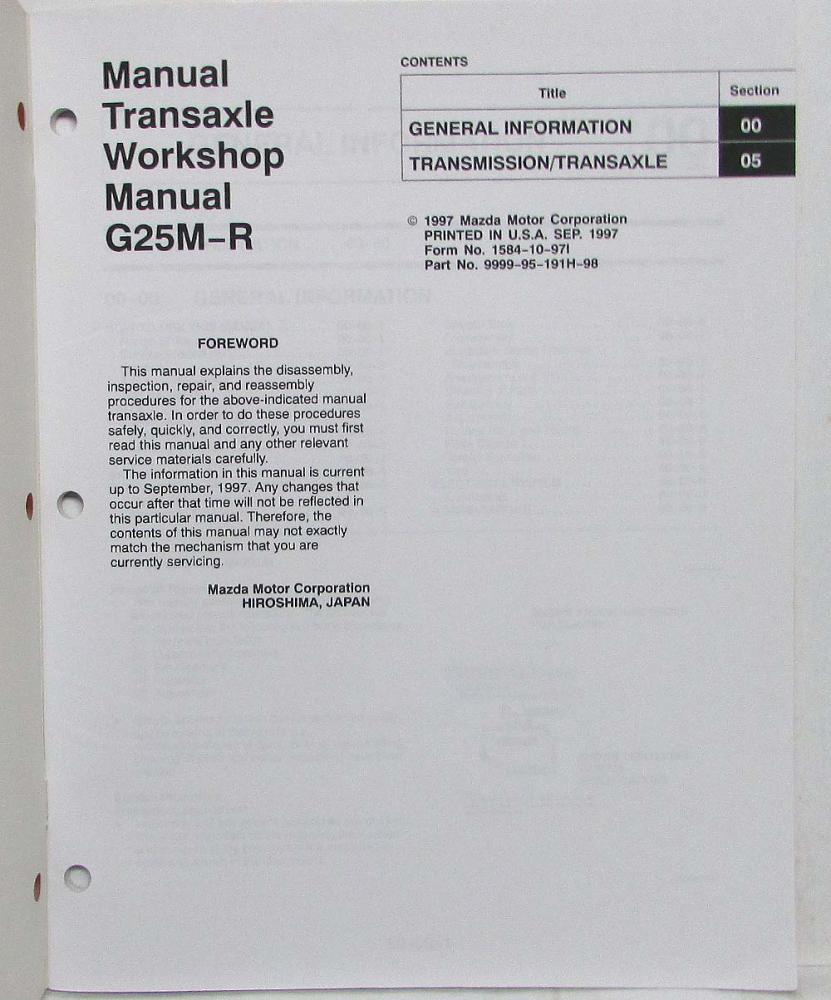 Manual
Transaxle
Workshop
Manual
G25M–R
CONTENTS
Title Section
GENERAL INFORMATION 00
TRANSMISSION/TRANSAXLE 05
© 1997 Mazda Motor Corporation
PRINTED IN U.S.A. SEP. 1997
Form No. 1584–10–97I
Part No. 9999–95–191H–98
FOREWORD
This manual explains the disassembly,
inspection, repair, and reassembly
procedures for the above-indicated manual
transaxle. In order to do these procedures
safely, quickly, and correctly, you must first
read this manual and any other relevant
service materials carefully.
The information in this manual is current
up to September, 1997. Any changes that
occur after that time will not be reflected in
this particular manual. Therefore, the
contents of this manual may not exactly
match the mechanism that you are
currently servicing.
Mazda Motor Corporation
HIROSHIMA, JAPAN